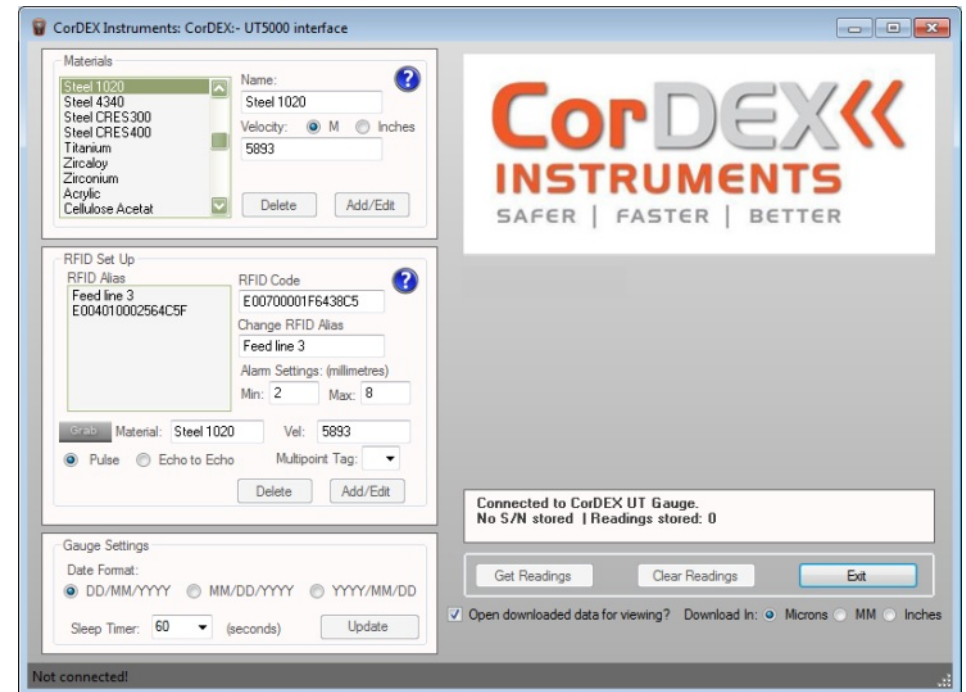 CorDEX Instruments: CorDEX:- UT5000 interface
Materials
Steel 1020
Steel 4340
Steel CRES300
Steel CRES400
Titanium
Zircaloy
Zirconium
Acrylic
Cellulose Acetat
Name:
Steel 1020
Velocity: M Inches
5893
Delete Add/Edit
RFID Set Up
RFID Alias
Feed line 3
E004010002564C5F
RFID Code
E00700001F6438C5
Change RFID Alias
Feed line 3
Alarm Settings: (millimetres)
Min: 2 Max: 8
Grab Material: Steel 1020 Vel: 5893
Pulse Echo to Echo Multipoint Tag:
Delete Add/Edit
Gauge Settings
Date Format:
DD/MM/YYYY MM/DD/YYYY YYYY/MM/DD
Sleep Timer: 60 (seconds) Update
CorDEX
INSTRUMENTS
SAFER | FASTER | BETTER
Connected to CorDEX UT Gauge.
No S/N stored | Readings stored: 0
Get Readings Clear Readings Exit
Open downloaded data for viewing? Download In: Microns MM Inches
Not connected!